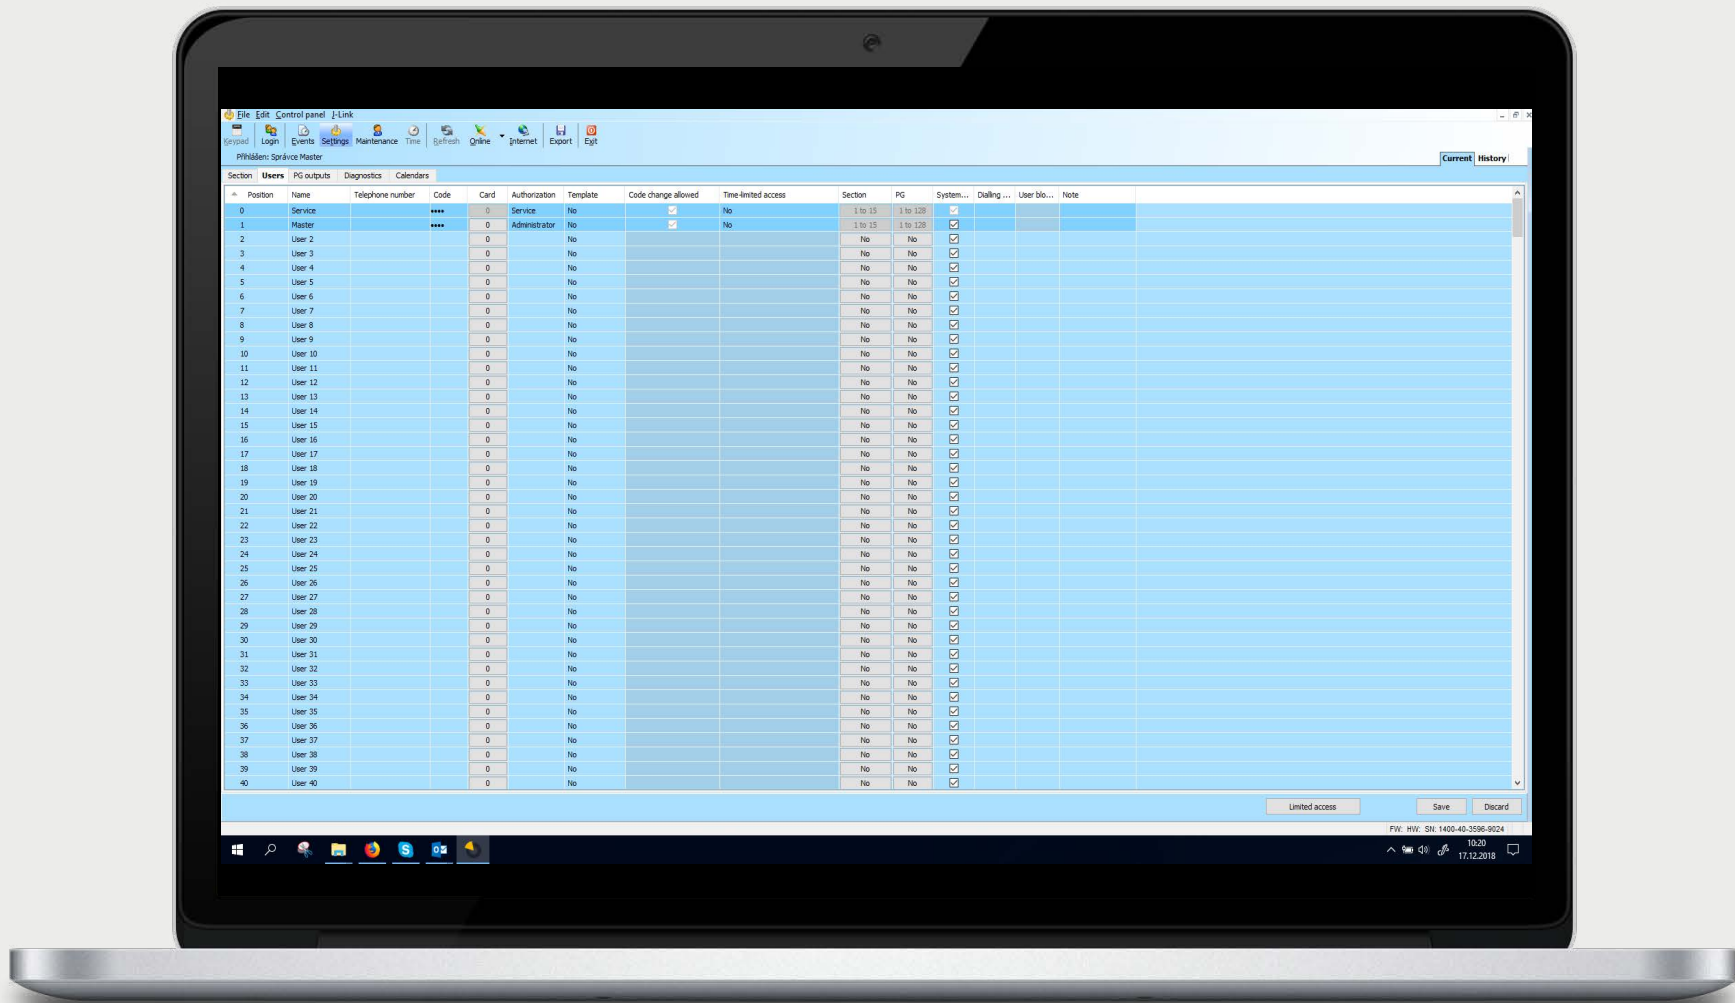 File Edit Control panel J-Link
Keypad Login Events Settings Maintenance Time Refresh Online Internet Export Exit
Přihlášen: Správce Master
Current History
Section Users PG outputs Diagnostics Calendars
Position Name Telephone number Code Card Authorization Template Code change allowed Time-limited access Section PG System... Dialling ... User blo... Note
0 Service •••• 0 Service No No 1 to 15 1 to 128
1 Master •••• 0 Administrator No No 1 to 15 1 to 128
2 User 2 0 No No No
3 User 3 0 No No No
4 User 4 0 No No No
5 User 5 0 No No No
6 User 6 0 No No No
7 User 7 0 No No No
8 User 8 0 No No No
9 User 9 0 No No No
10 User 10 0 No No No
11 User 11 0 No No No
12 User 12 0 No No No
13 User 13 0 No No No
14 User 14 0 No No No
15 User 15 0 No No No
16 User 16 0 No No No
17 User 17 0 No No No
18 User 18 0 No No No
19 User 19 0 No No No
20 User 20 0 No No No
21 User 21 0 No No No
22 User 22 0 No No No
23 User 23 0 No No No
24 User 24 0 No No No
25 User 25 0 No No No
26 User 26 0 No No No
27 User 27 0 No No No
28 User 28 0 No No No
29 User 29 0 No No No
30 User 30 0 No No No
31 User 31 0 No No No
32 User 32 0 No No No
33 User 33 0 No No No
34 User 34 0 No No No
35 User 35 0 No No No
36 User 36 0 No No No
37 User 37 0 No No No
38 User 38 0 No No No
39 User 39 0 No No No
40 User 40 0 No No No
Limited access Save Discard
FW: HW: SN: 1400-40-3596-9024
10:20
17.12.2018